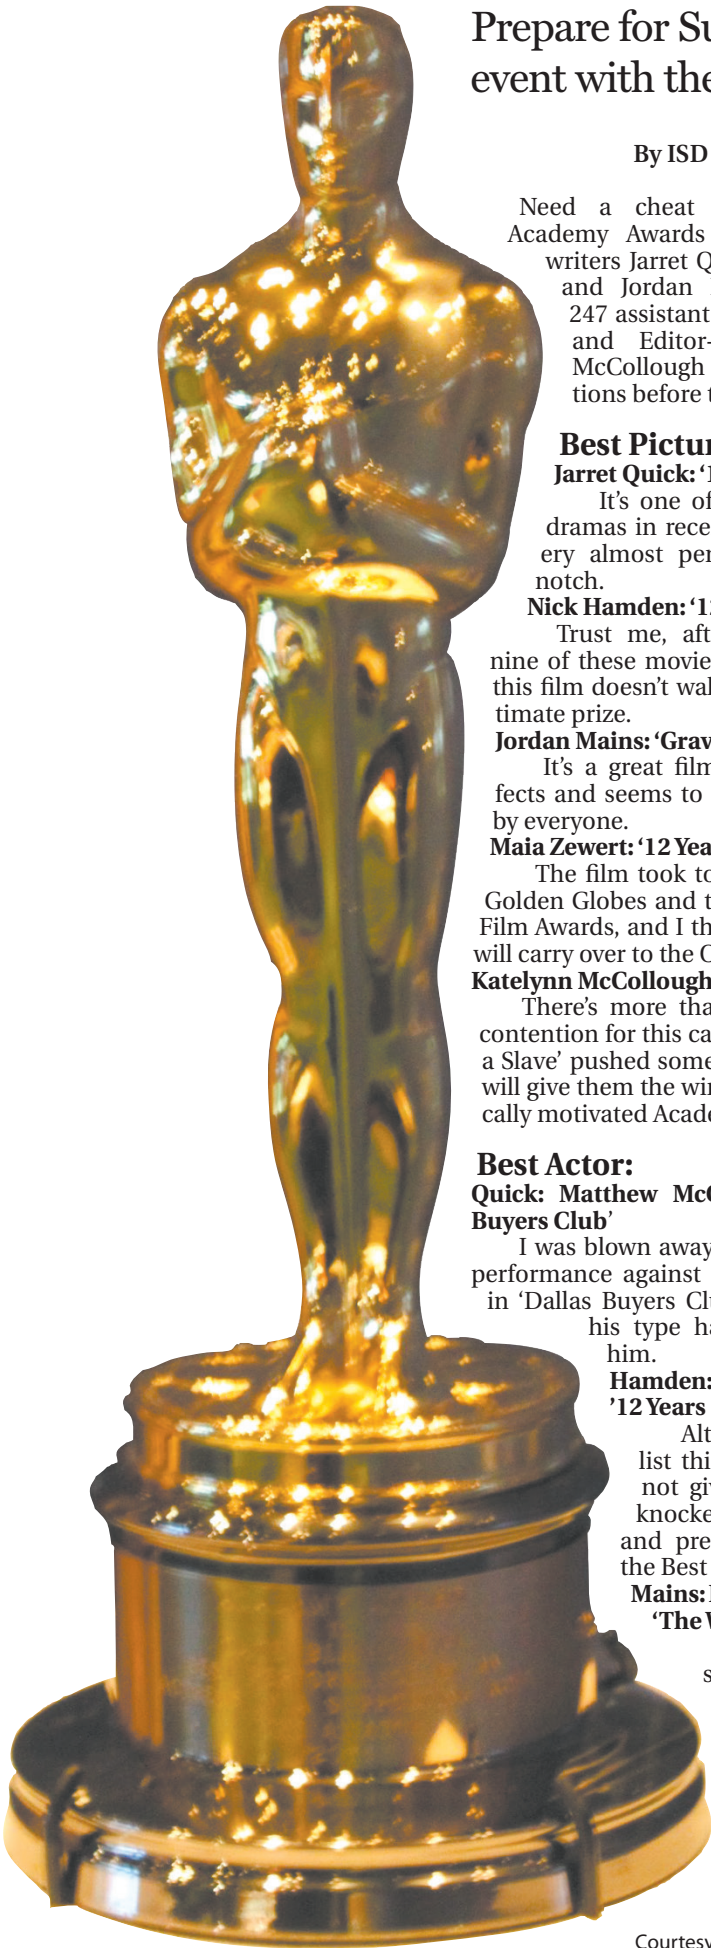 Prepare for Su
event with the
By ISD
Need a cheat
Academy Awards
writers Jarret Q
and Jordan
247 assistant
and Editor-
McCollough
tions before t
Best Pictur
Jarret Quick: ‘1
It’s one of
dramas in rece
ery almost per
notch.
Nick Hamden: ‘12
Trust me, aft
nine of these movie
this film doesn’t wal
timate prize.
Jordan Mains: ‘Grav
It’s a great film
fects and seems to
by everyone.
Maia Zewert: ‘12 Yea
The film took to
Golden Globes and t
Film Awards, and I th
will carry over to the O
Katelynn McCollough
There’s more tha
contention for this ca
a Slave’ pushed some
will give them the win
cally motivated Acade
Best Actor:
Quick: Matthew McC
Buyers Club’
I was blown away
performance against
in ‘Dallas Buyers Clu
his type ha
him.
Hamden:
’12 Years
Alt
list thi
not giv
knocke
and pre
the Best
Mains:
‘The W
s
Courtesy